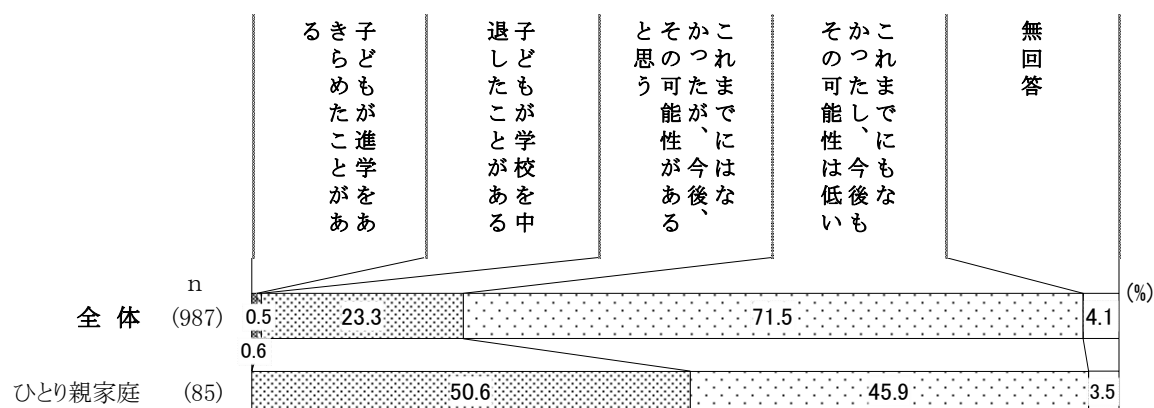 子どもが進学をあ
きらめたことがあ
る
子どもが学校を中
退したことがある
これまでにはな
かったが、今後、
その可能性がある
と思う
これまでにもな
かったし、今後も
その可能性は低い
無回答
n
(%)
全 体 (987) 0.5 23.3 71.5 4.1
0.6
ひとり親家庭 (85) 50.6 45.9 3.5